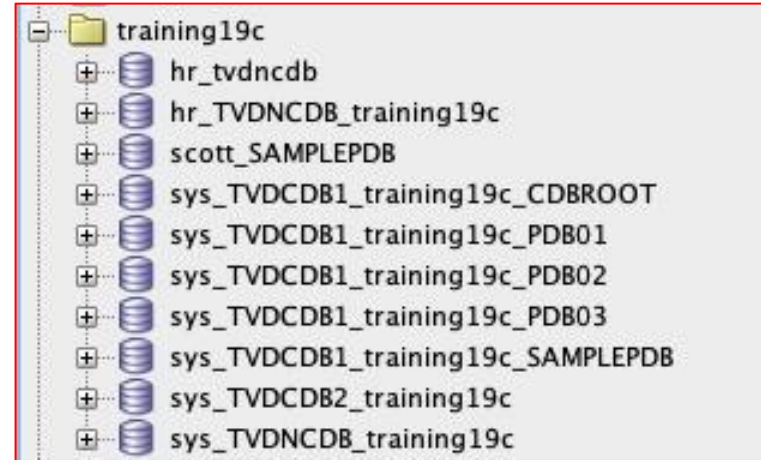 training19c
hr_tvdncdb
hr_TVDNCDB_training19c
scott_SAMPLEPDB
sys_TVDCDB1_training19c_CDBROOT
sys_TVDCDB1_training19c_PDB01
sys_TVDCDB1_training19c_PDB02
sys_TVDCDB1_training19c_PDB03
sys_TVDCDB1_training19c_SAMPLEPDB
sys_TVDCDB2_training19c
sys_TVDNCDB_training19c